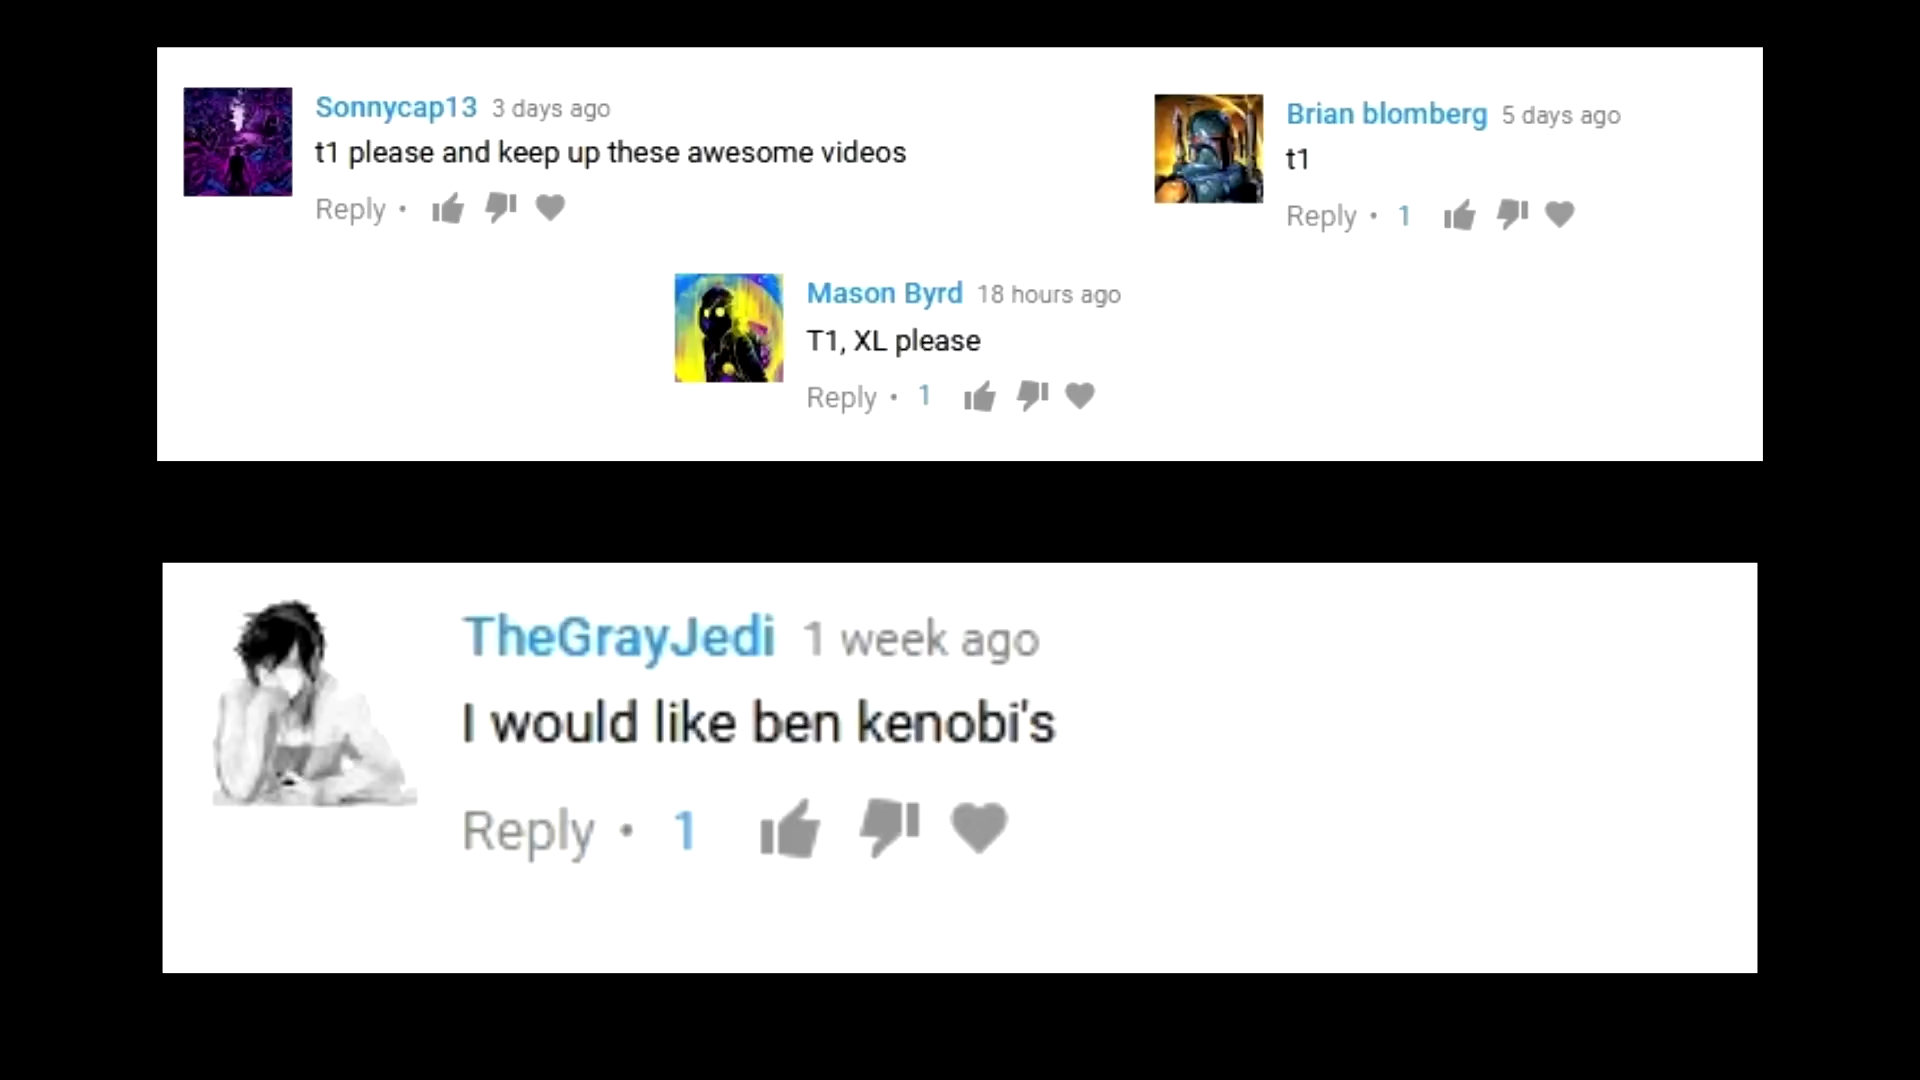 Sonnycap13 3 days ago
t1 please and keep up these awesome videos
Reply •
Brian blomberg 5 days ago
t1
Reply • 1
Mason Byrd 18 hours ago
T1, XL please
Reply • 1
TheGrayJedi 1 week ago
I would like ben kenobi's
Reply • 1